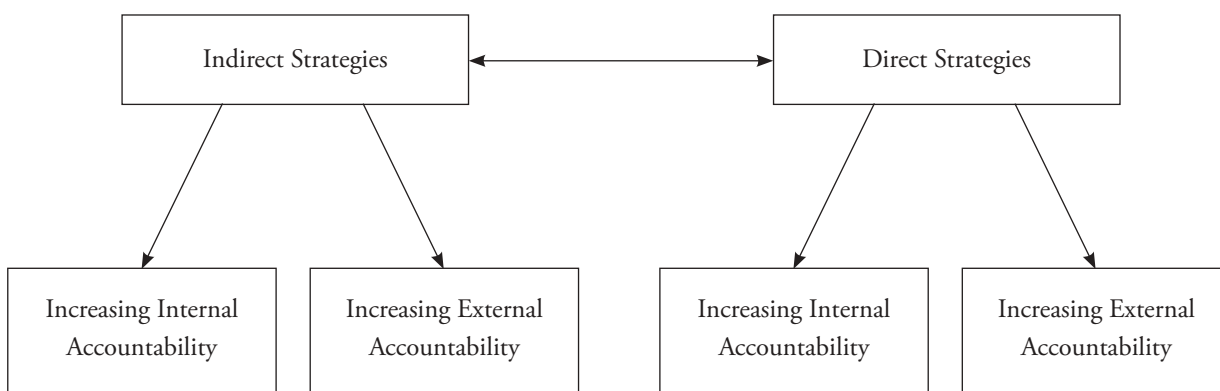 Indirect Strategies
Direct Strategies
Increasing Internal
Accountability
Increasing External
Accountability
Increasing Internal
Accountability
Increasing External
Accountability